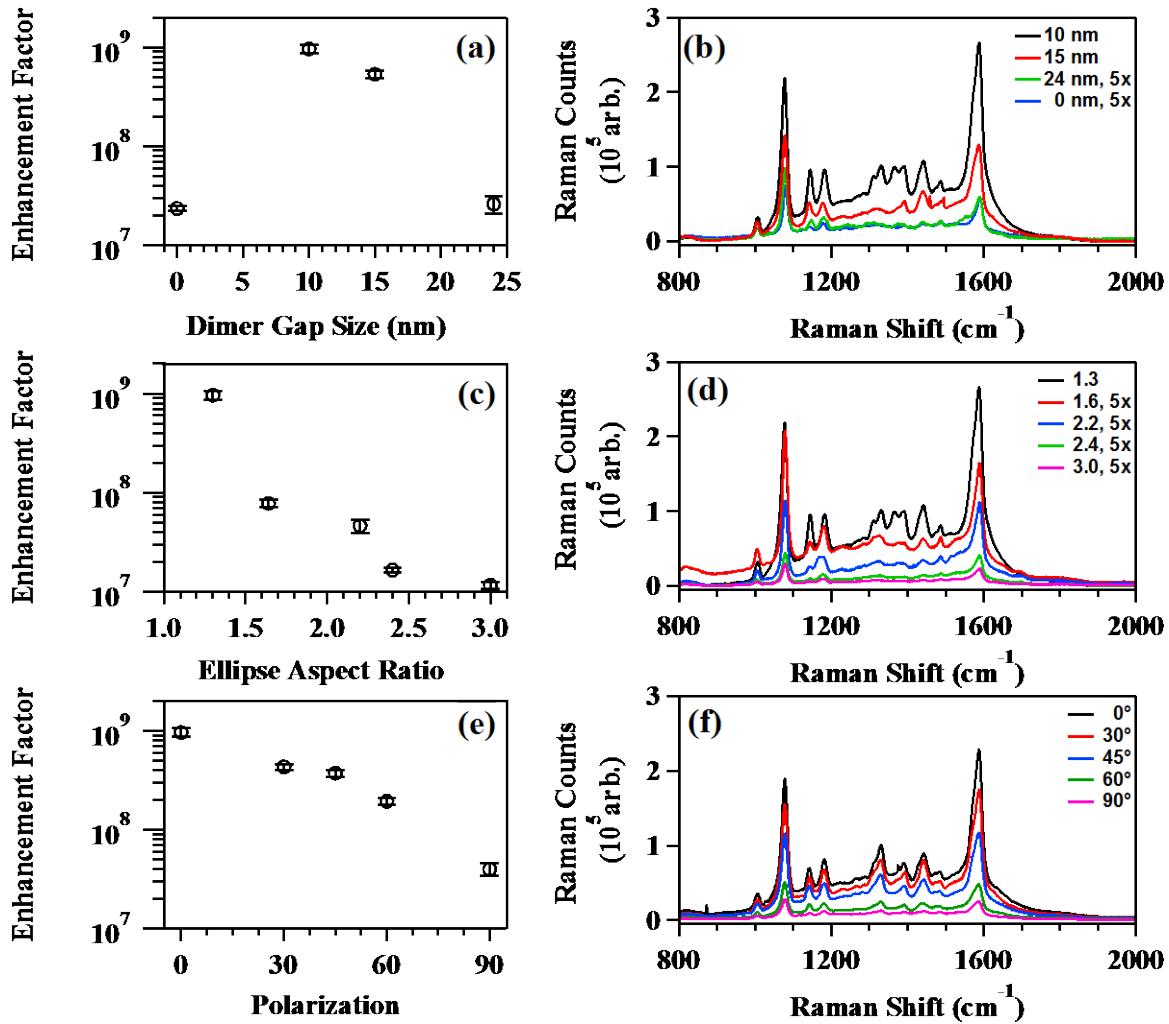 Enhancement Factor
10^9
10^8
10^7
(a)
0 5 10 15 20 25
Dimer Gap Size (nm)
Raman Counts
(10^5 arb.)
3
2
1
0
(b)
10 nm
15 nm
24 nm, 5x
0 nm, 5x
800 1200 1600 2000
Raman Shift (cm^-1)
Enhancement Factor
10^9
10^8
10^7
(c)
1.0 1.5 2.0 2.5 3.0
Ellipse Aspect Ratio
Raman Counts
(10^5 arb.)
3
2
1
0
(d)
1.3
1.6, 5x
2.2, 5x
2.4, 5x
3.0, 5x
800 1200 1600 2000
Raman Shift (cm^-1)
Enhancement Factor
10^9
10^8
10^7
(e)
0 30 60 90
Polarization
Raman Counts
(10^5 arb.)
3
2
1
0
(f)
0°
30°
45°
60°
90°
800 1200 1600 2000
Raman Shift (cm^-1)